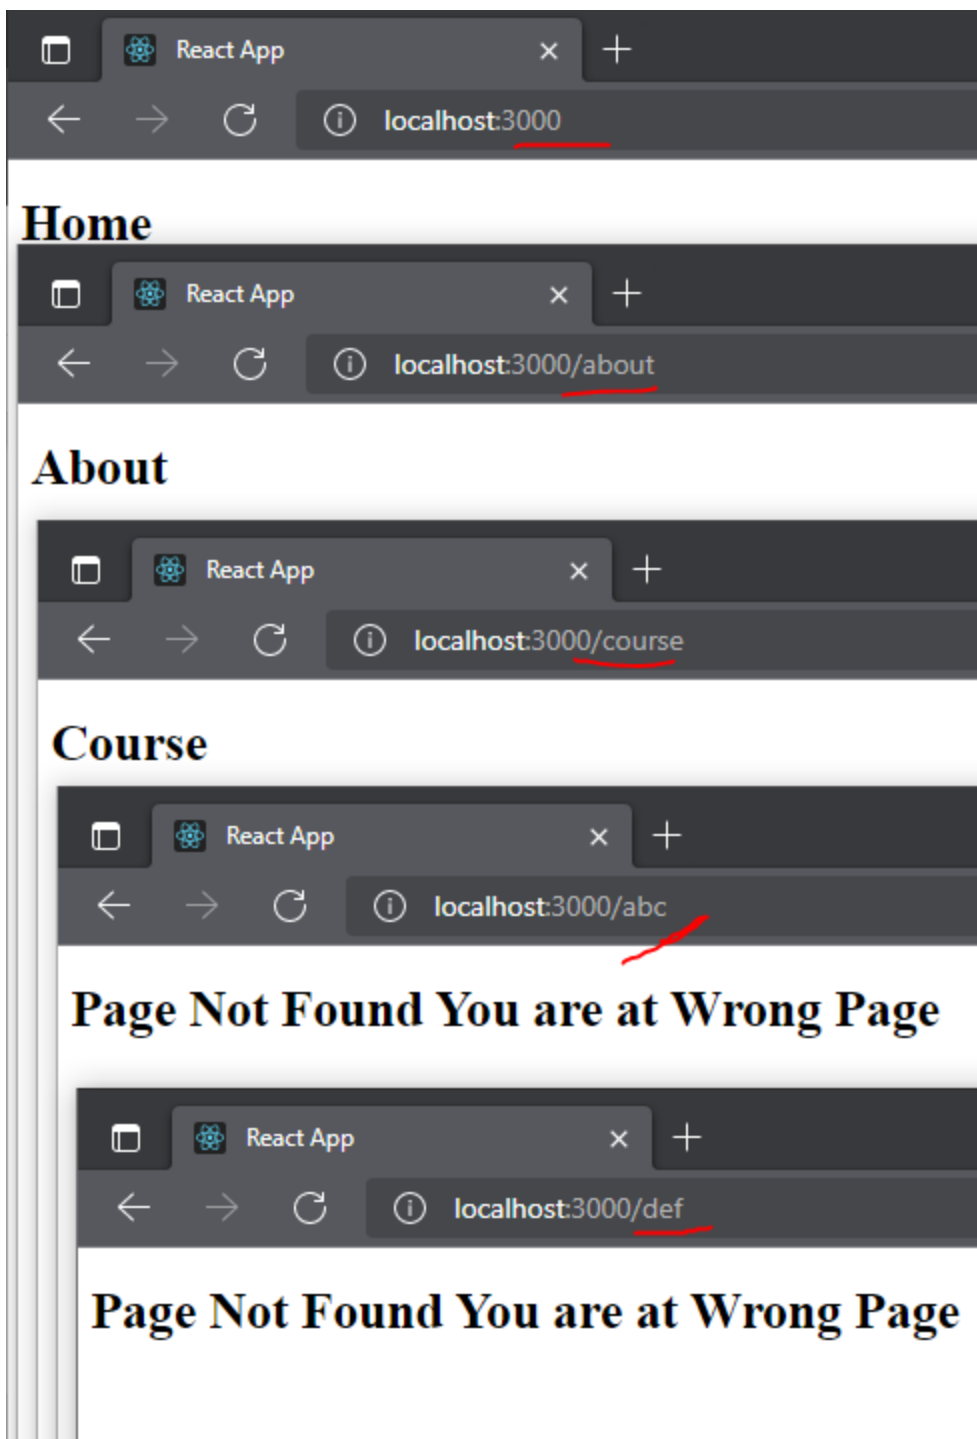 React App
localhost:3000
Home
React App
localhost:3000/about
About
React App
localhost:3000/course
Course
React App
localhost:3000/abc
Page Not Found You are at Wrong Page
React App
localhost:3000/def
Page Not Found You are at Wrong Page